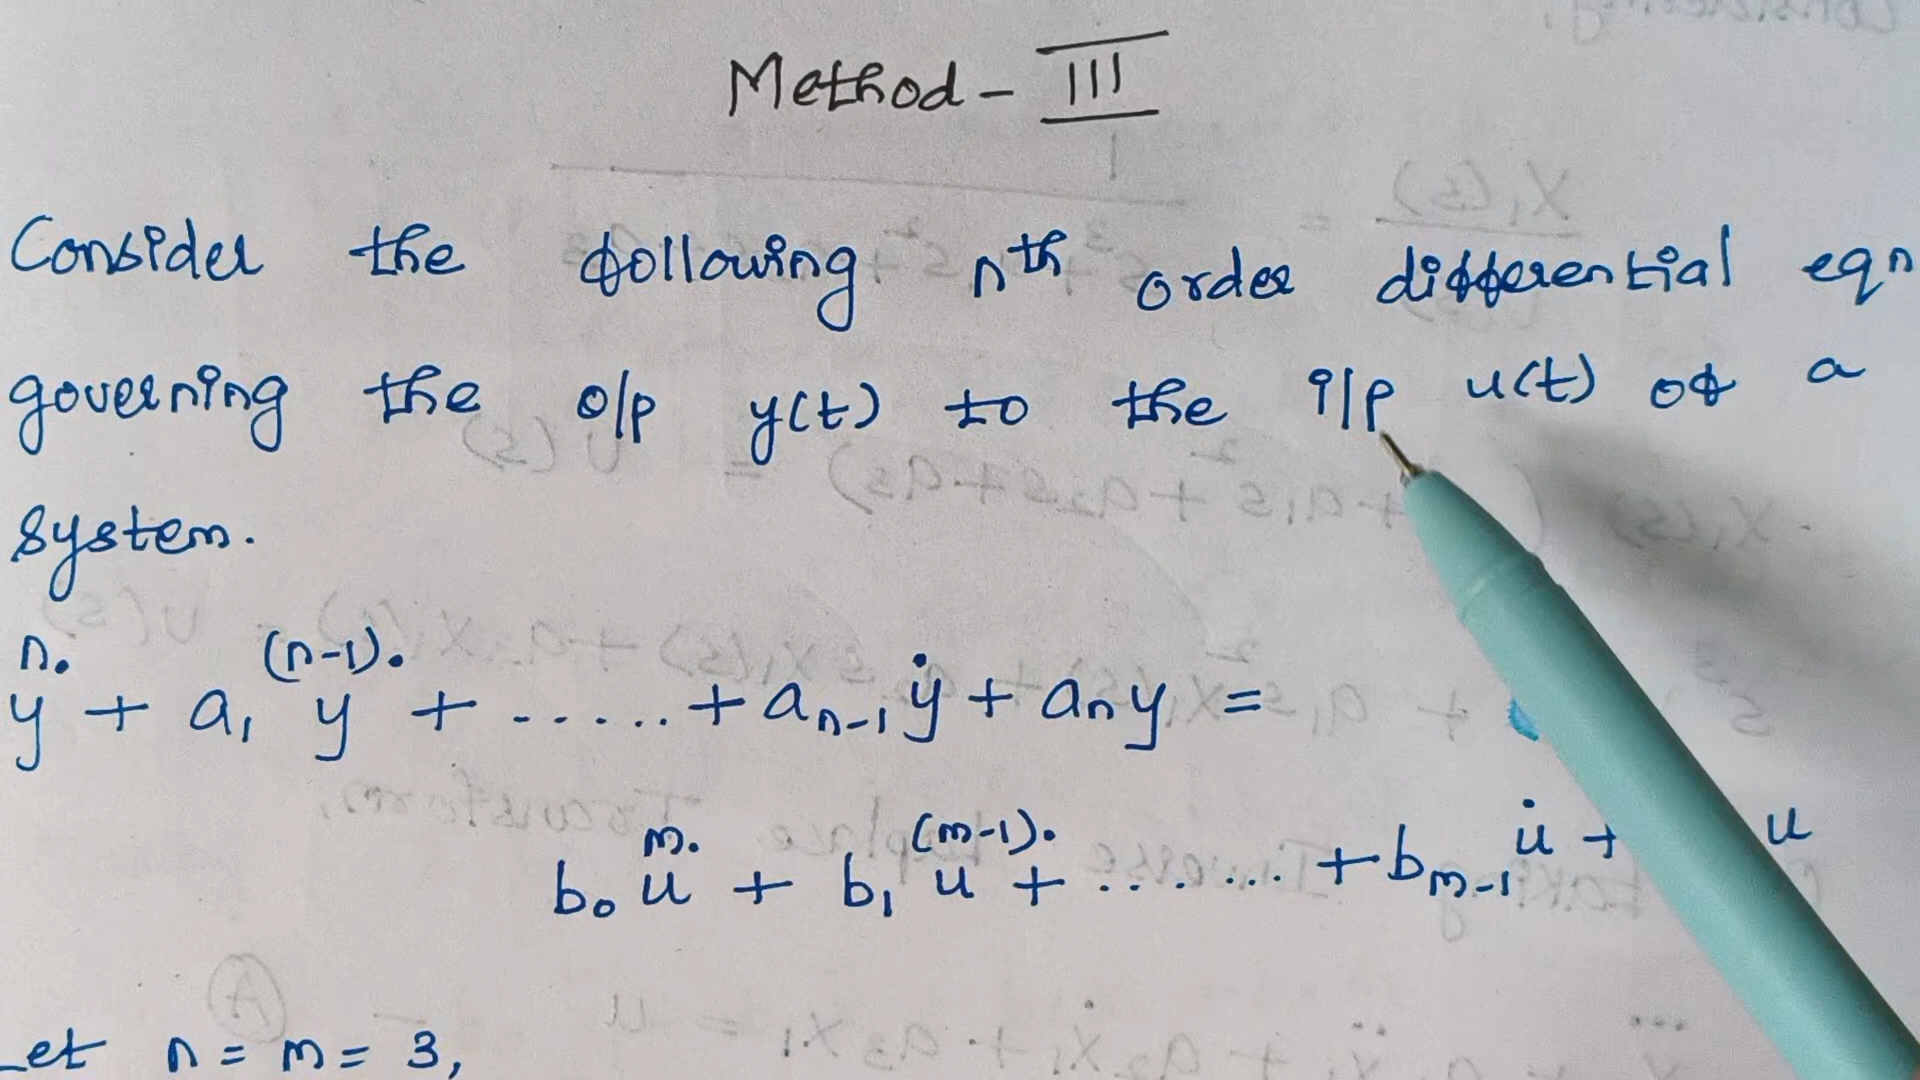 Method - III
Consider the following nth order differential eqn
governing the o/p y(t) to the i/p u(t) of a
system.
n. (n-1).
y + a1 y + ...... + an-1 ẏ + an y =
m. (m-1).
b0 u + b1 u + ........ + bm-1 u̇ + u
et n = m = 3,